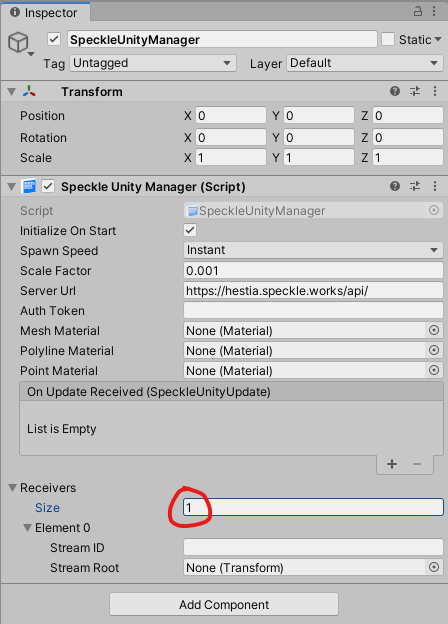 Inspector
SpeckleUnityManager Static
Tag Untagged Layer Default
Transform
Position X 0 Y 0 Z 0
Rotation X 0 Y 0 Z 0
Scale X 1 Y 1 Z 1
Speckle Unity Manager (Script)
Script SpeckleUnityManager
Initialize On Start
Spawn Speed Instant
Scale Factor 0.001
Server Url https://hestia.speckle.works/api/
Auth Token
Mesh Material None (Material)
Polyline Material None (Material)
Point Material None (Material)
On Update Received (SpeckleUnityUpdate)
List is Empty
Receivers
Size 1
Element 0
Stream ID
Stream Root None (Transform)
Add Component